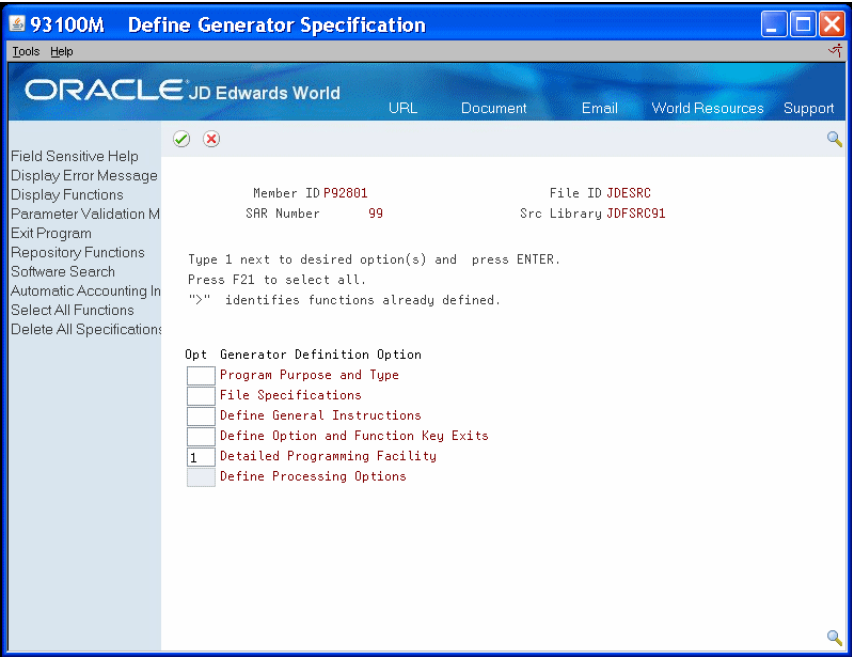 93100M Define Generator Specification
Tools Help
ORACLE JD Edwards World
URL Document Email World Resources Support
Field Sensitive Help
Display Error Message
Display Functions
Parameter Validation M
Exit Program
Repository Functions
Software Search
Automatic Accounting In
Select All Functions
Delete All Specifications
Member ID P92801 File ID JDESRC
SAR Number 99 Src Library JDFSRC91
Type 1 next to desired option(s) and press ENTER.
Press F21 to select all.
">" identifies functions already defined.
Opt Generator Definition Option
Program Purpose and Type
File Specifications
Define General Instructions
Define Option and Function Key Exits
1 Detailed Programming Facility
Define Processing Options